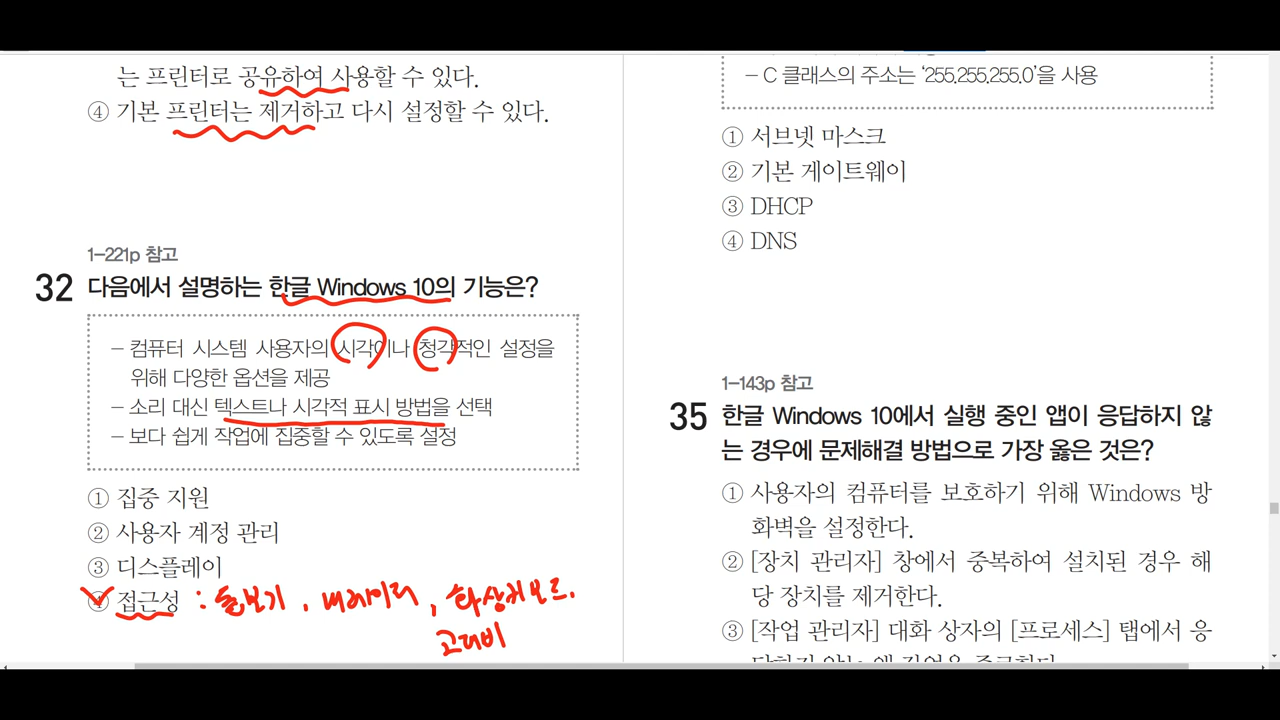 는 프린터로 공유하여 사용할 수 있다.
④ 기본 프린터는 제거하고 다시 설정할 수 있다.
1-221p 참고
32 다음에서 설명하는 한글 Windows 10의 기능은?
– 컴퓨터 시스템 사용자의 시각이나 청각적인 설정을
위해 다양한 옵션을 제공
– 소리 대신 텍스트나 시각적 표시 방법을 선택
– 보다 쉽게 작업에 집중할 수 있도록 설정
① 집중 지원
② 사용자 계정 관리
③ 디스플레이
④ 접근성 : 돋보기, 내레이터, 화상키보드,
고대비
– C 클래스의 주소는 '255.255.255.0'을 사용
① 서브넷 마스크
② 기본 게이트웨이
③ DHCP
④ DNS
1-143p 참고
35 한글 Windows 10에서 실행 중인 앱이 응답하지 않
는 경우에 문제해결 방법으로 가장 옳은 것은?
① 사용자의 컴퓨터를 보호하기 위해 Windows 방
화벽을 설정한다.
② [장치 관리자] 창에서 중복하여 설치된 경우 해
당 장치를 제거한다.
③ [작업 관리자] 대화 상자의 [프로세스] 탭에서 응